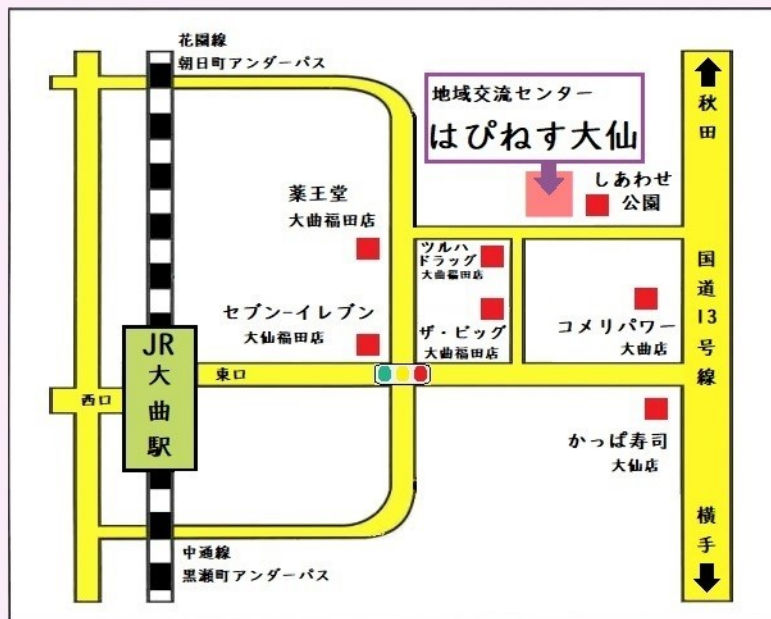 花園線
朝日町アンダーパス
地域交流センター
はぴねす大仙
秋田
しあわせ
公園
薬王堂
大曲福田店
ツルハ
ドラッグ
大曲福田店
国道13号線
セブン-イレブン
大仙福田店
ザ・ビッグ
大曲福田店
コメリパワー
大曲店
JR大曲駅
東口
西口
かっぱ寿司
大仙店
横手
中通線
黒瀬町アンダーパス